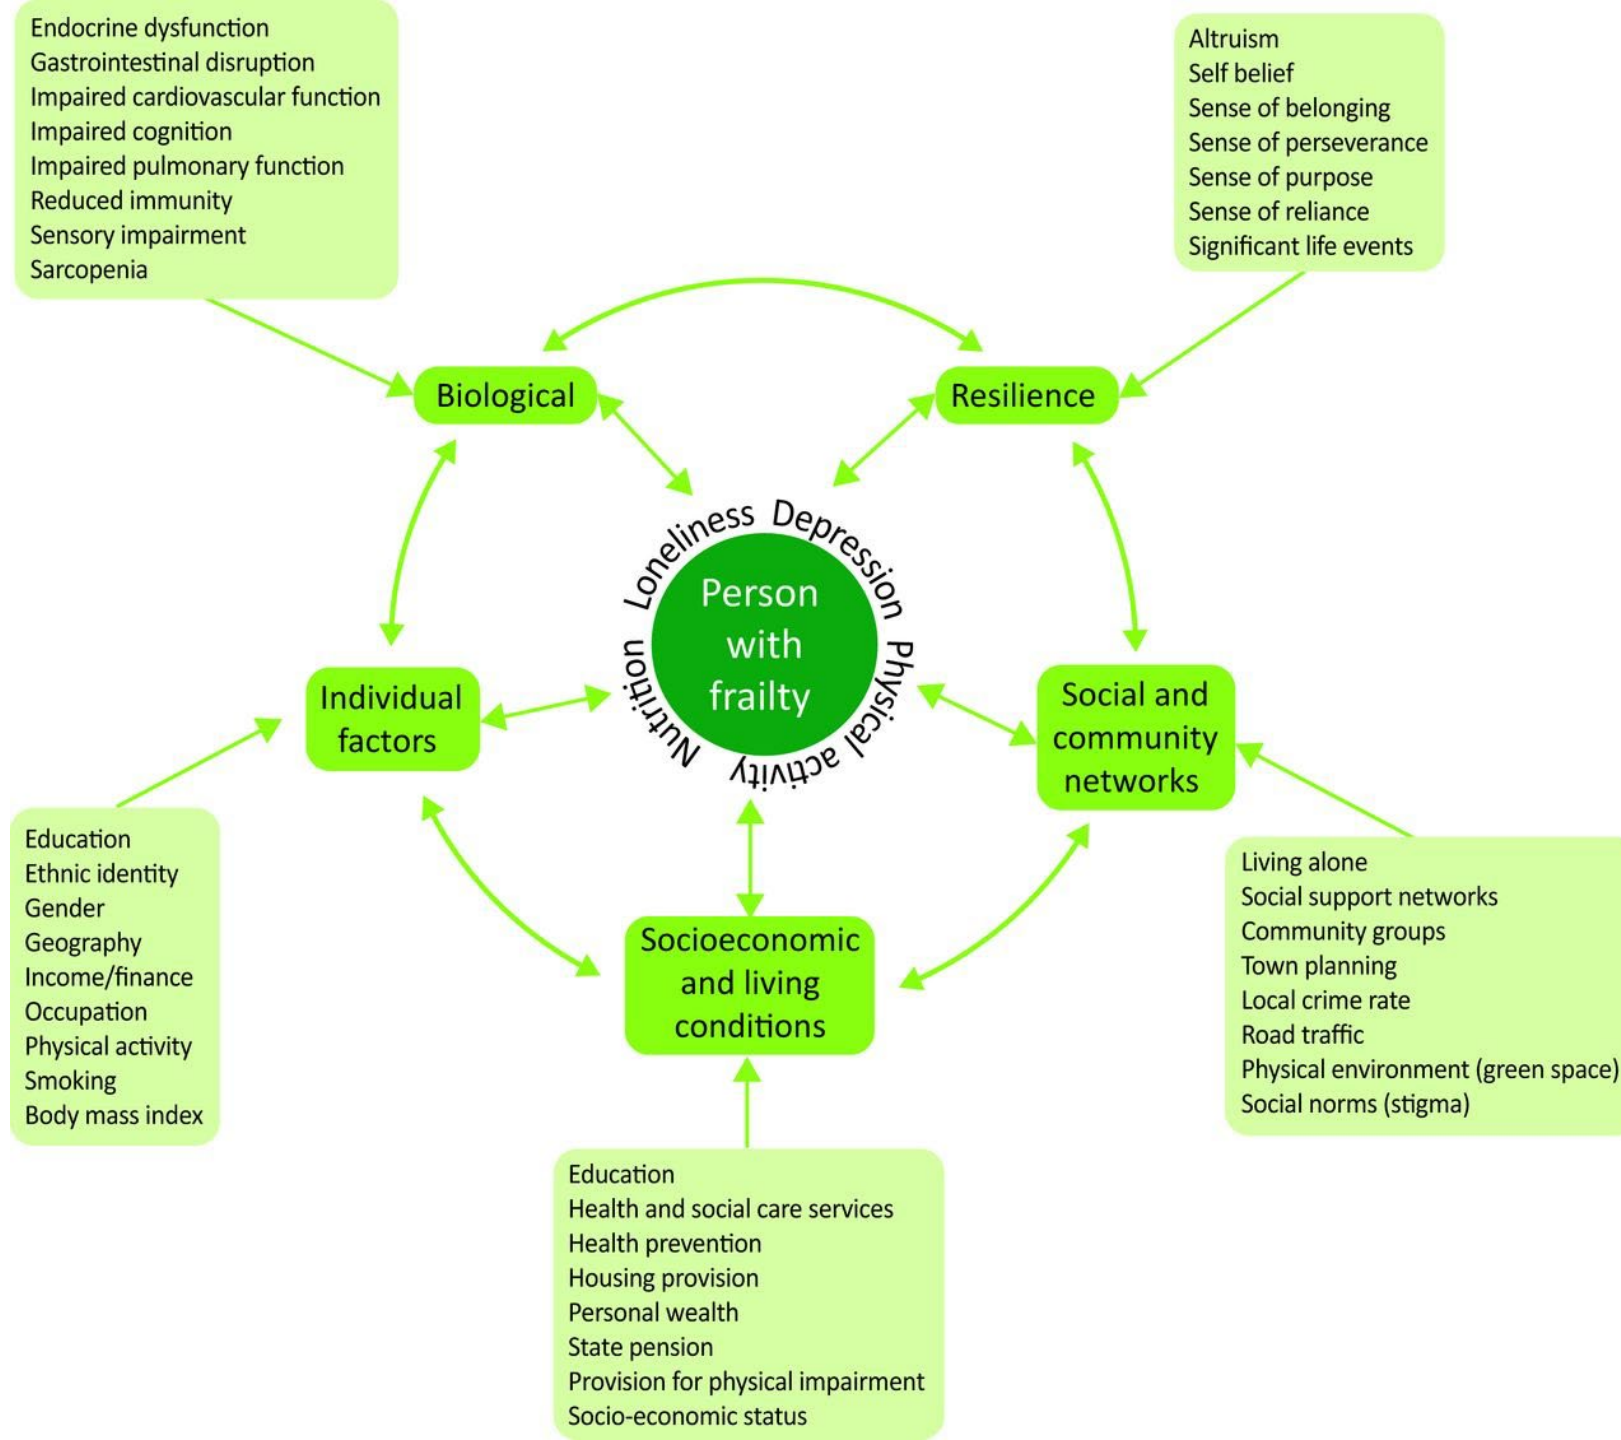 Endocrine dysfunction
Gastrointestinal disruption
Impaired cardiovascular function
Impaired cognition
Impaired pulmonary function
Reduced immunity
Sensory impairment
Sarcopenia
Altruism
Self belief
Sense of belonging
Sense of perseverance
Sense of purpose
Sense of reliance
Significant life events
Biological
Resilience
Loneliness
Depression
Physical activity
Nutrition
Person
with
frailty
Individual
factors
Social and
community
networks
Socioeconomic
and living
conditions
Education
Ethnic identity
Gender
Geography
Income/finance
Occupation
Physical activity
Smoking
Body mass index
Living alone
Social support networks
Community groups
Town planning
Local crime rate
Road traffic
Physical environment (green space)
Social norms (stigma)
Education
Health and social care services
Health prevention
Housing provision
Personal wealth
State pension
Provision for physical impairment
Socio-economic status